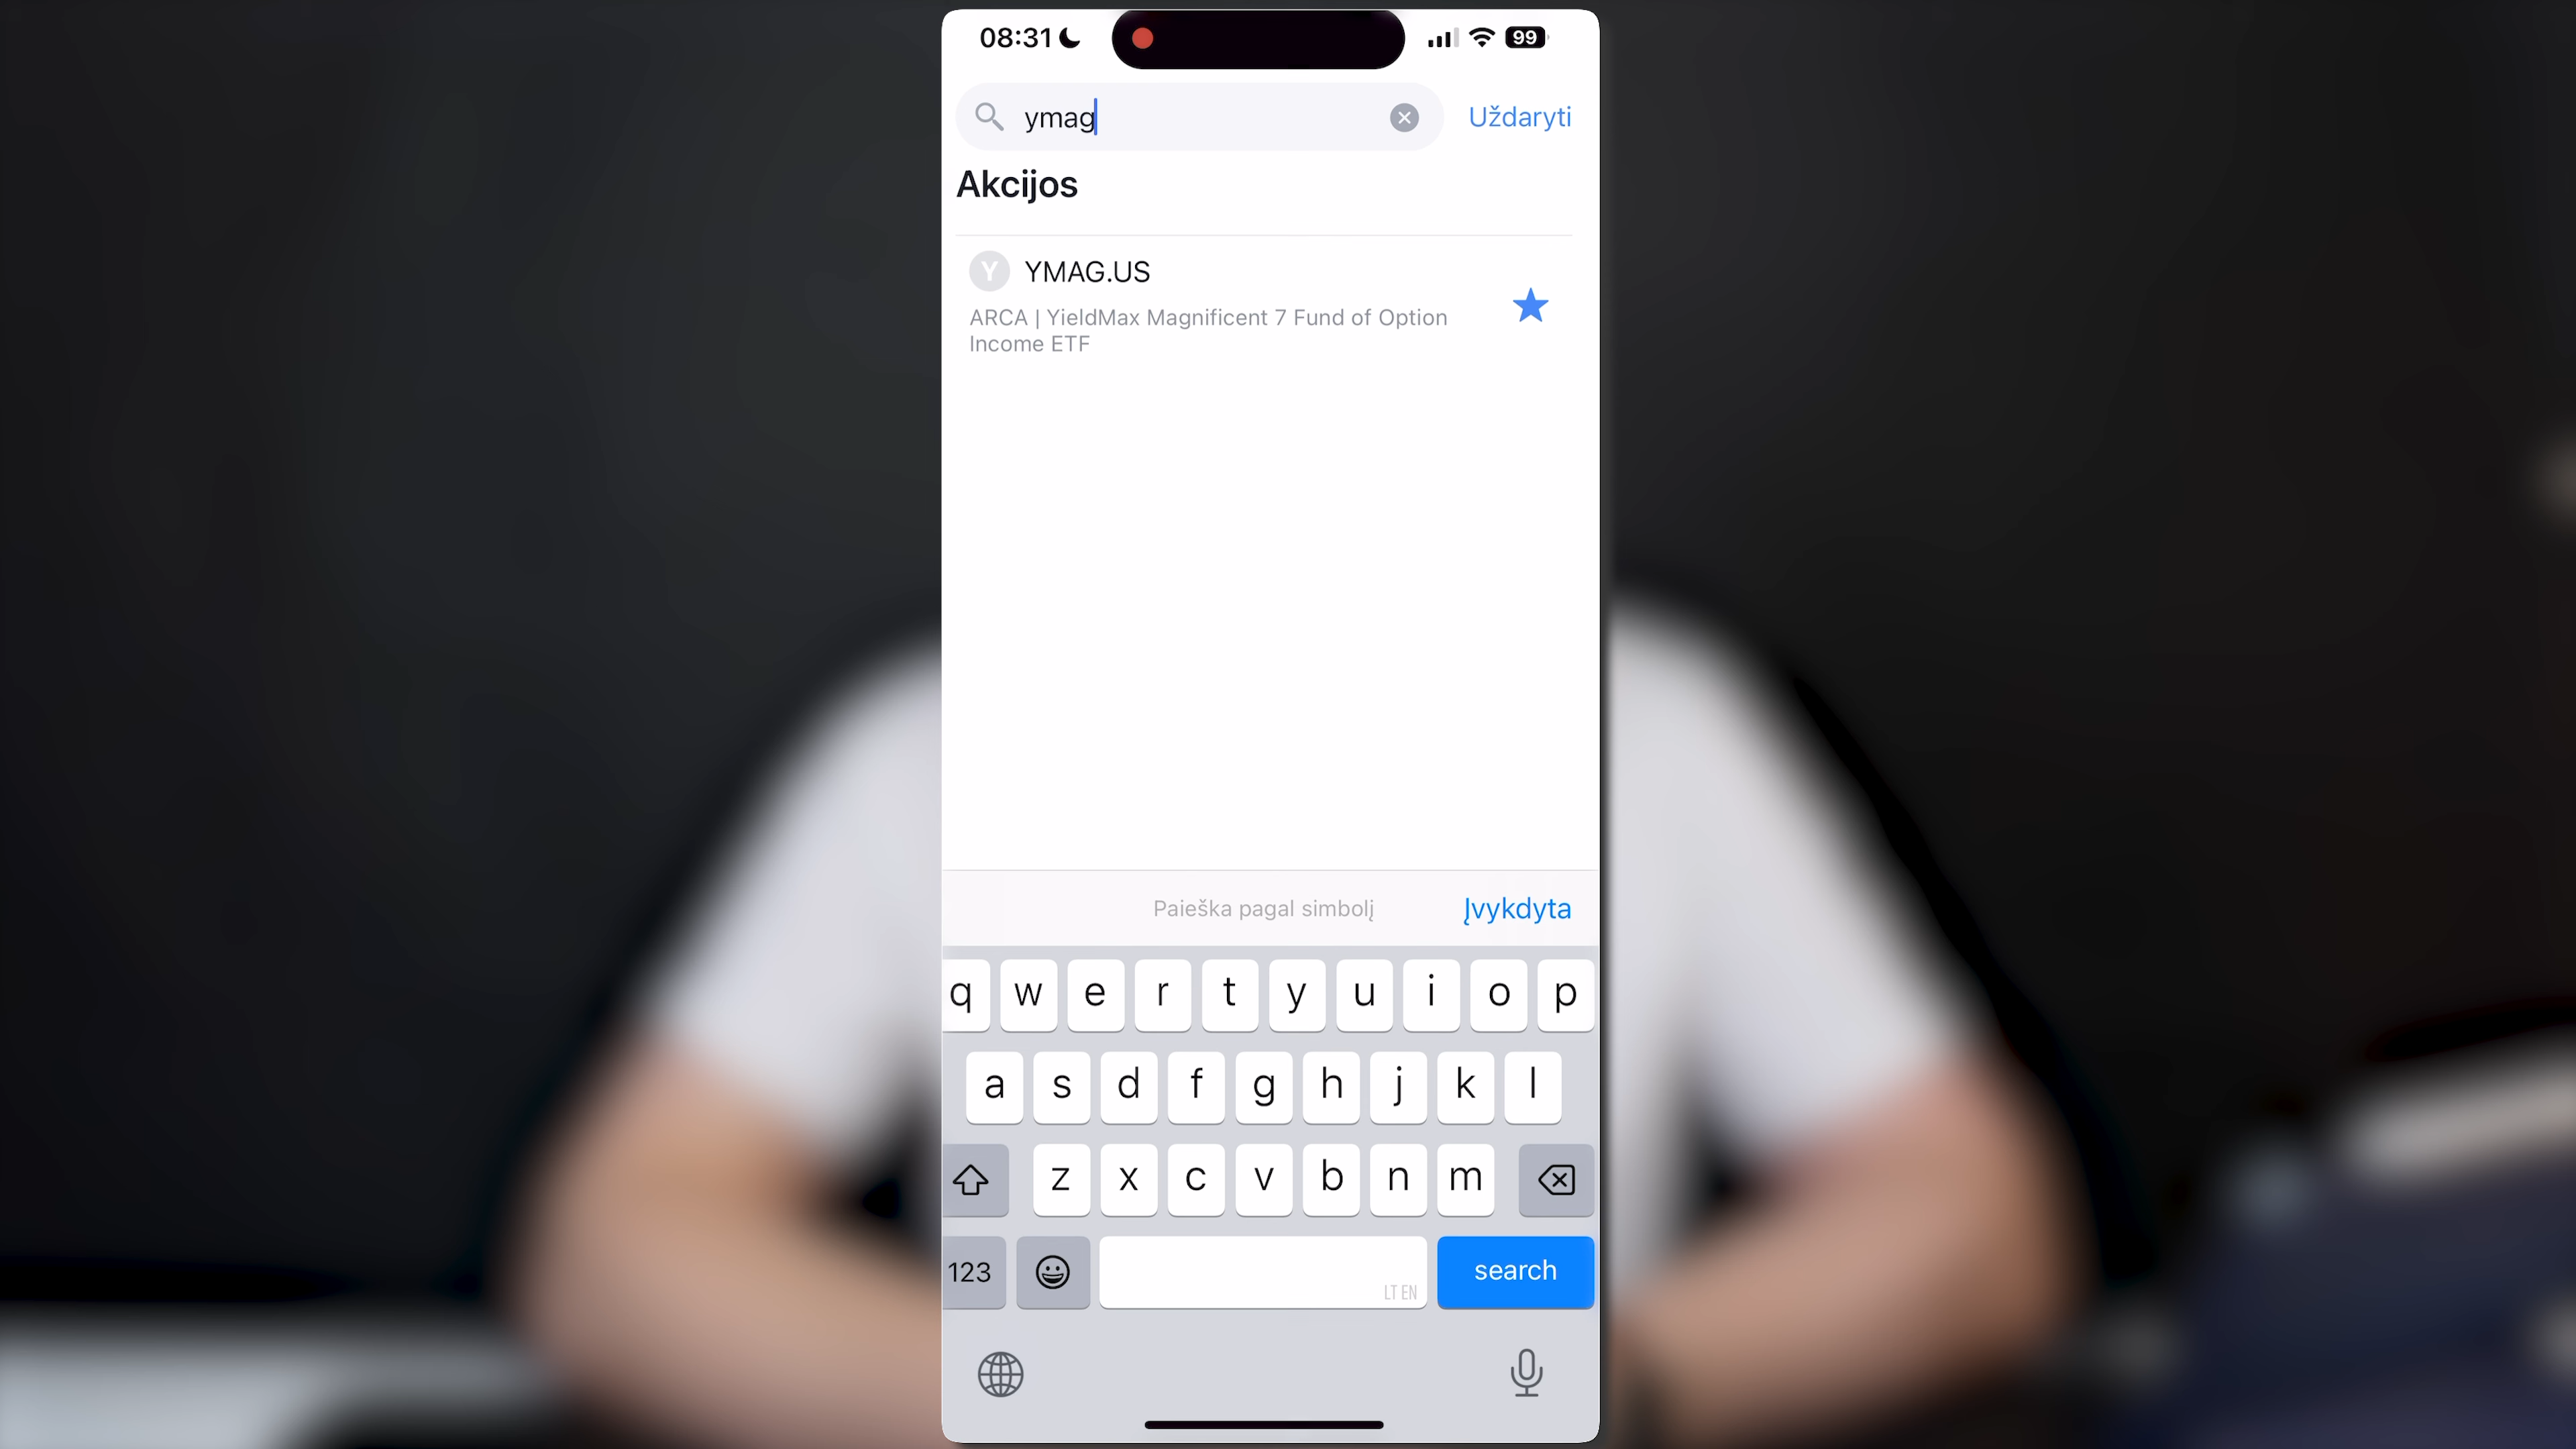 08:31
99
ymag
Uždaryti
Akcijos
Y
YMAG.US
ARCA | YieldMax Magnificent 7 Fund of Option
Income ETF
Paieška pagal simbolį
Įvykdyta
q w e r t y u i o p
a s d f g h j k l
z x c v b n m
123
LT EN
search